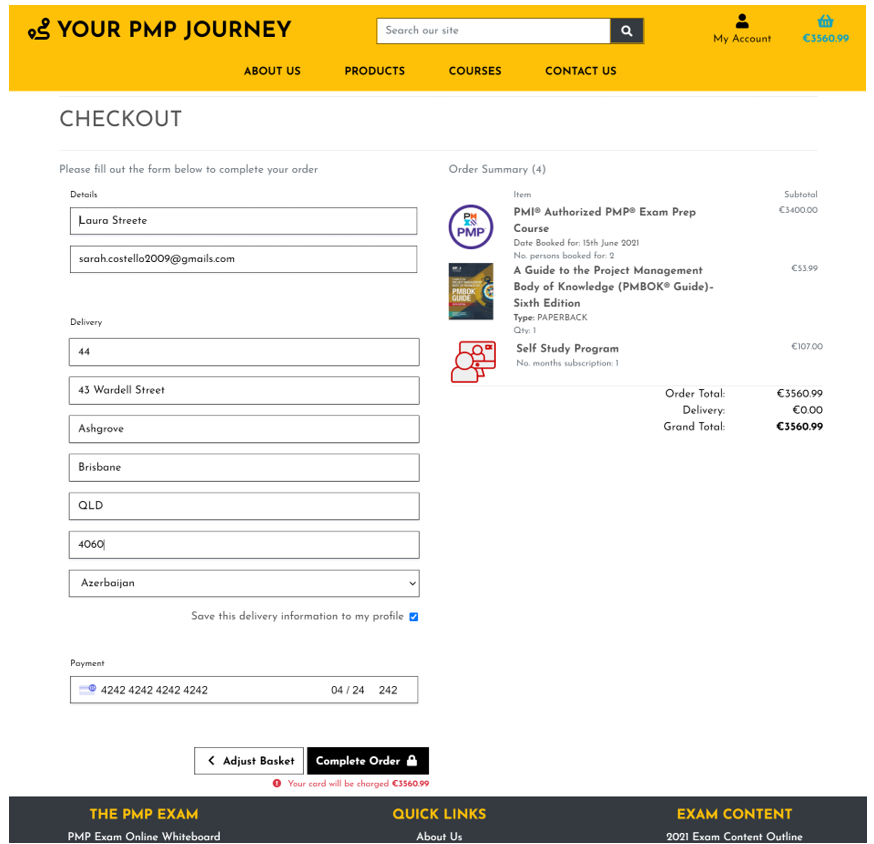 YOUR PMP JOURNEY
Search our site
My Account
€3560.99
ABOUT US
PRODUCTS
COURSES
CONTACT US
CHECKOUT
Please fill out the form below to complete your order
Details
Laura Streete
sarah.costello2009@gmails.com
Delivery
44
43 Wardell Street
Ashgrove
Brisbane
QLD
4060
Azerbaijan
Save this delivery information to my profile
Payment
4242 4242 4242 4242 04 / 24 242
Adjust Basket
Complete Order
Your card will be charged €3560.99
Order Summary (4)
Item Subtotal
PMP
PMI® Authorized PMP® Exam Prep €3400.00
Course
Date Booked for: 15th June 2021
No. persons booked for: 2
PMBOK
GUIDE
A Guide to the Project Management €53.99
Body of Knowledge (PMBOK® Guide)–
Sixth Edition
Type: PAPERBACK
Qty: 1
Self Study Program €107.00
No. months subscription: 1
Order Total: €3560.99
Delivery: €0.00
Grand Total: €3560.99
THE PMP EXAM
PMP Exam Online Whiteboard
QUICK LINKS
About Us
EXAM CONTENT
2021 Exam Content Outline